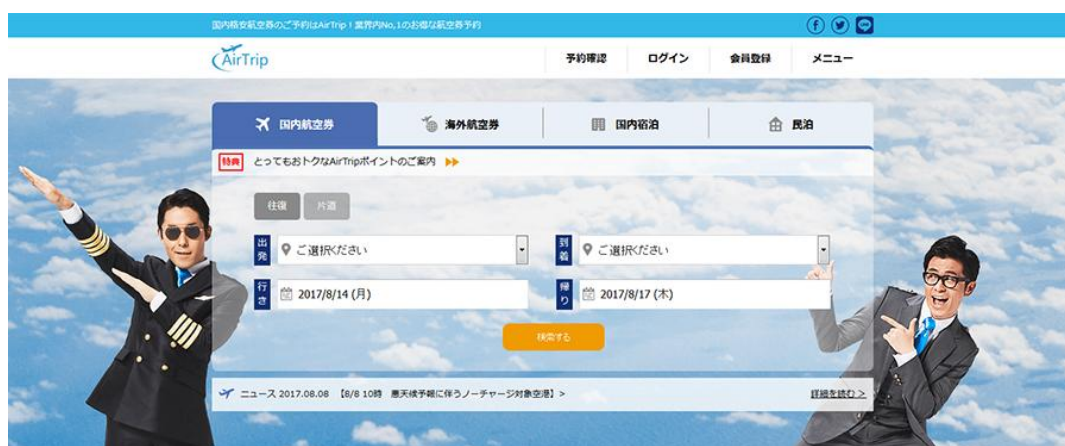 国内格安航空券のご予約はAirTrip！業界内No,1のお得な航空券予約
AirTrip
予約確認 ログイン 会員登録 メニュー
国内航空券 海外航空券 国内宿泊 民泊
特典 とってもおトクなAirTripポイントのご案内
往復 片道
出発 ご選択ください 到着 ご選択ください
行き 2017/8/14 (月) 帰り 2017/8/17 (木)
検索する
ニュース 2017.08.08 【8/8 10時 悪天候予報に伴うノーチャージ対象空港】 > 詳細を読む >